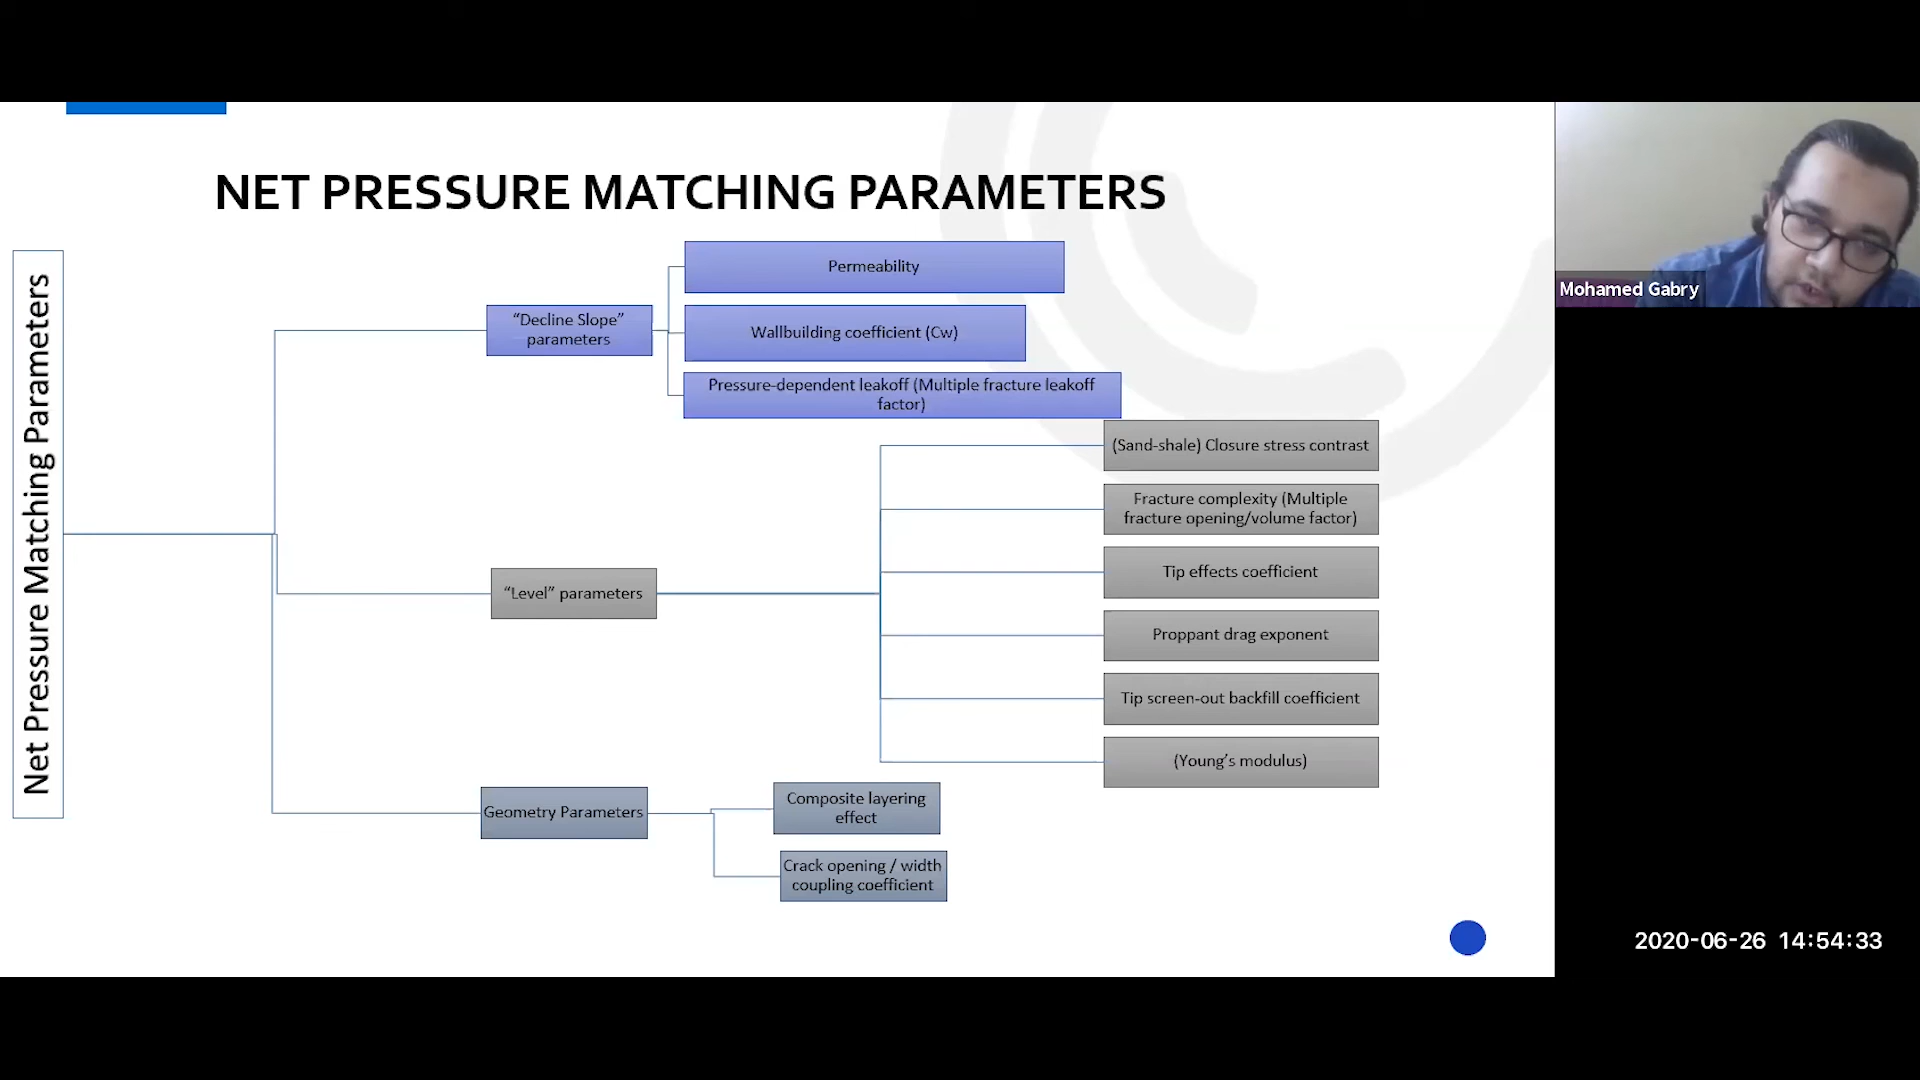 NET PRESSURE MATCHING PARAMETERS
Net Pressure Matching Parameters
“Decline Slope”
parameters
Permeability
Wallbuilding coefficient (Cw)
Pressure-dependent leakoff (Multiple fracture leakoff
factor)
“Level” parameters
(Sand-shale) Closure stress contrast
Fracture complexity (Multiple
fracture opening/volume factor)
Tip effects coefficient
Proppant drag exponent
Tip screen-out backfill coefficient
(Young’s modulus)
Geometry Parameters
Composite layering
effect
Crack opening / width
coupling coefficient
Mohamed Gabry
2020-06-26 14:54:33